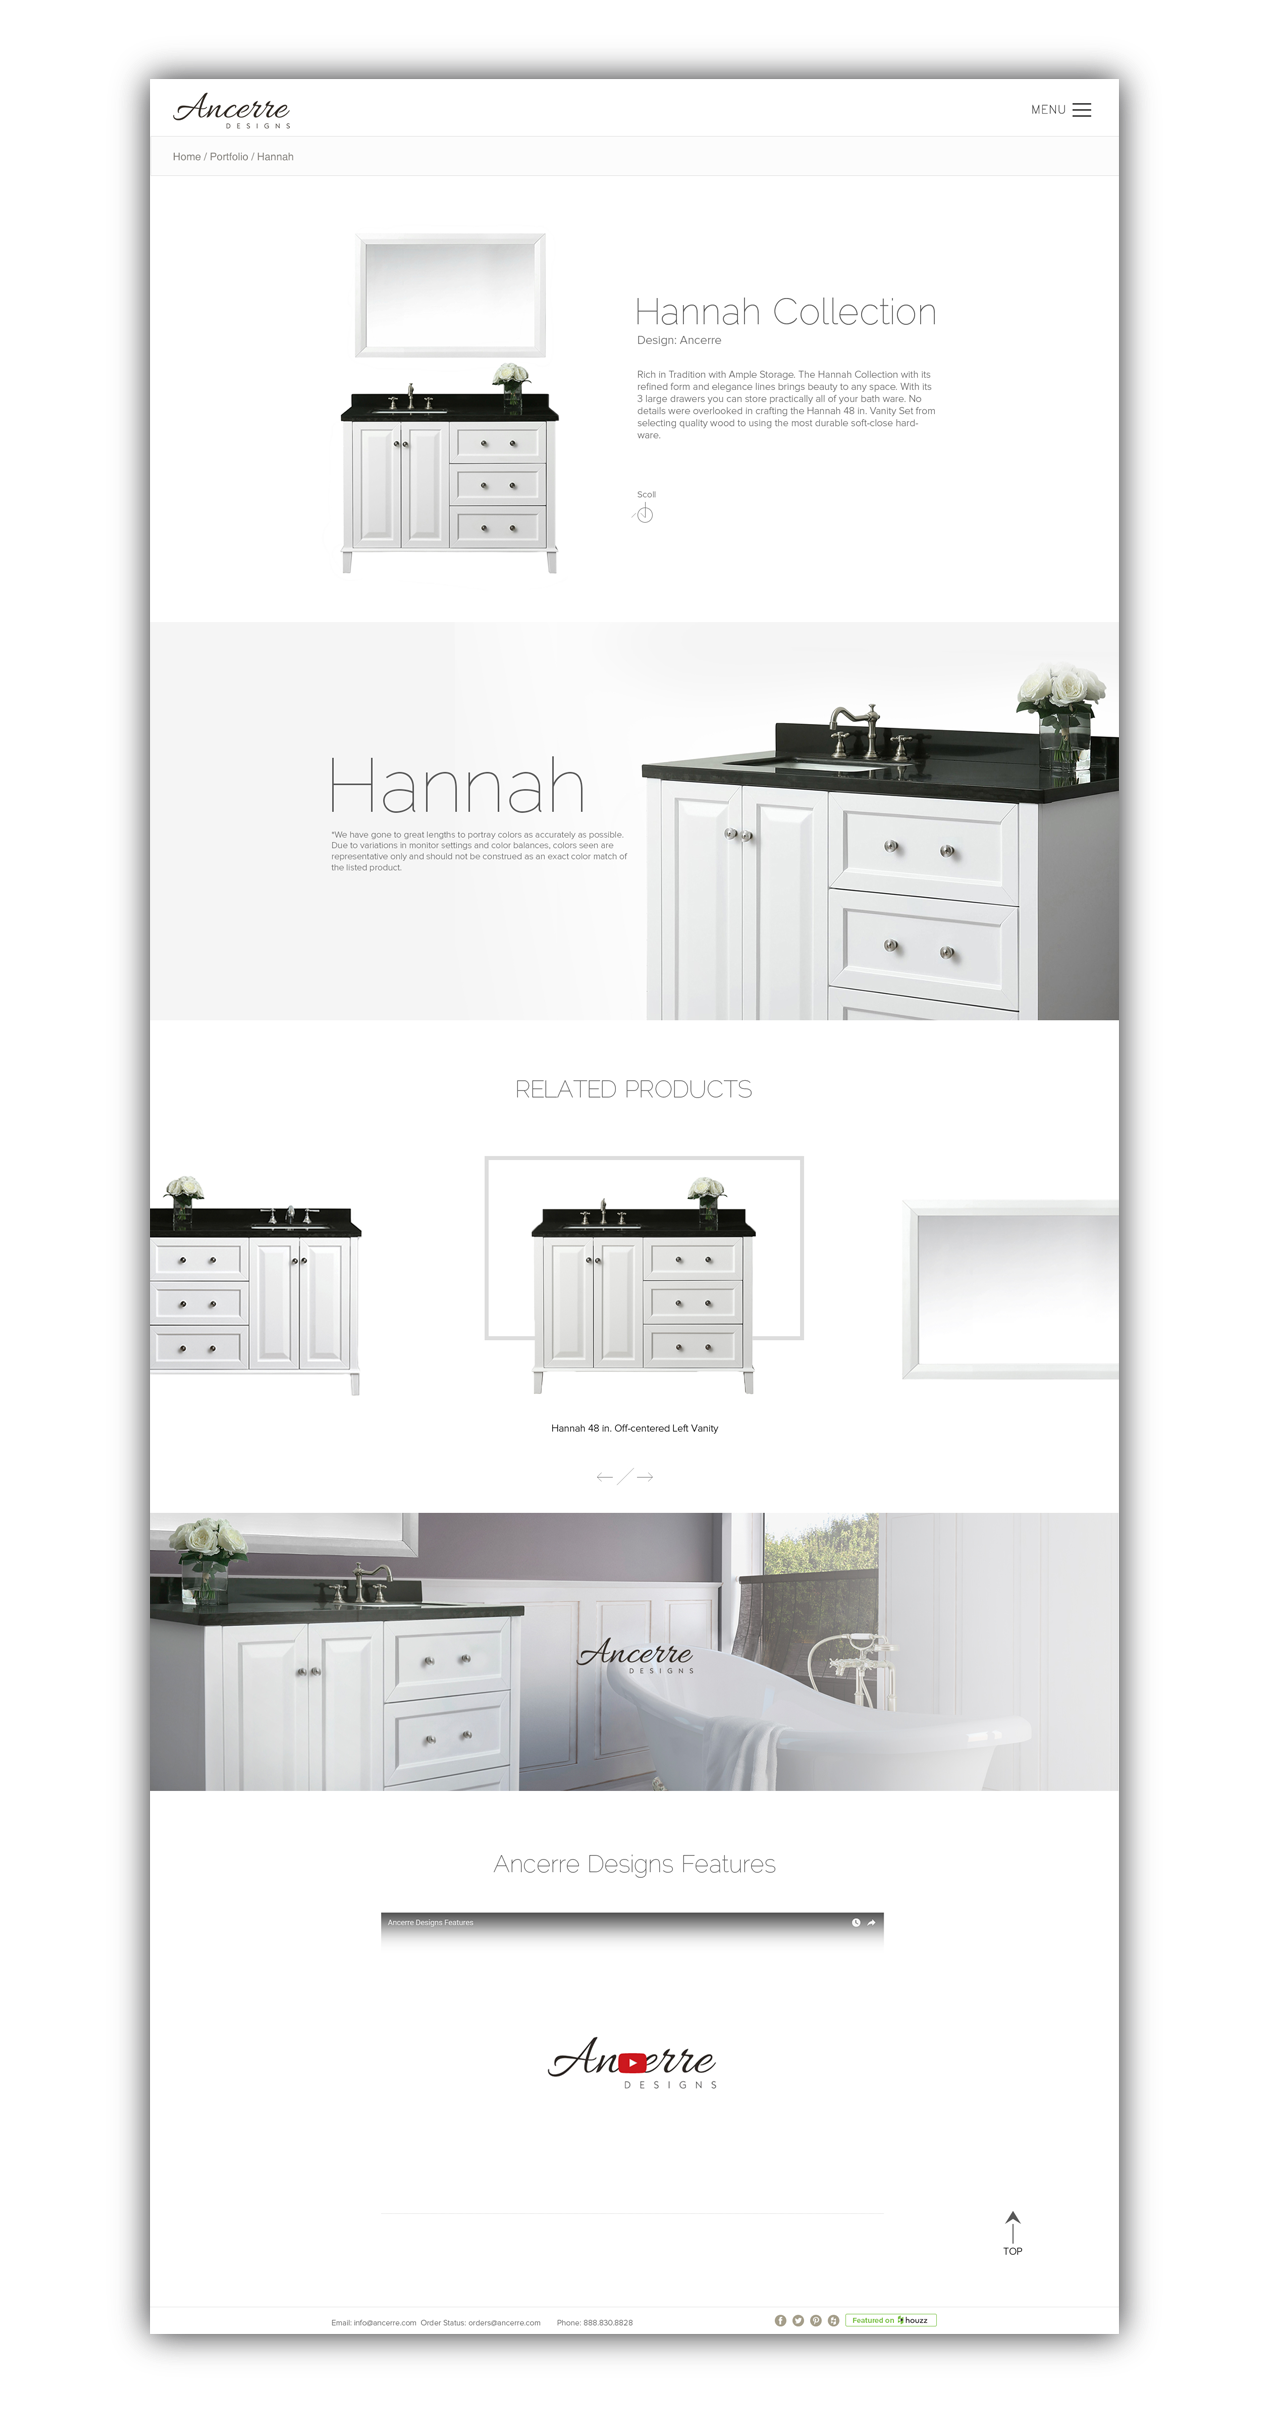 Ancerre
DESIGNS
MENU
Home / Portfolio / Hannah
Hannah Collection
Design: Ancerre
Rich in Tradition with Ample Storage. The Hannah Collection with its
refined form and elegance lines brings beauty to any space. With its
3 large drawers you can store practically all of your bath ware. No
details were overlooked in crafting the Hannah 48 in. Vanity Set from
selecting quality wood to using the most durable soft-close hard-
ware.
Scoll
Hannah
*We have gone to great lengths to portray colors as accurately as possible.
Due to variations in monitor settings and color balances, colors seen are
representative only and should not be construed as an exact color match of
the listed product.
RELATED PRODUCTS
Hannah 48 in. Off-centered Left Vanity
Ancerre
DESIGNS
Ancerre Designs Features
Ancerre Designs Features
Ancerre
DESIGNS
TOP
Email: info@ancerre.com Order Status: orders@ancerre.com Phone: 888.830.8828
Featured on houzz